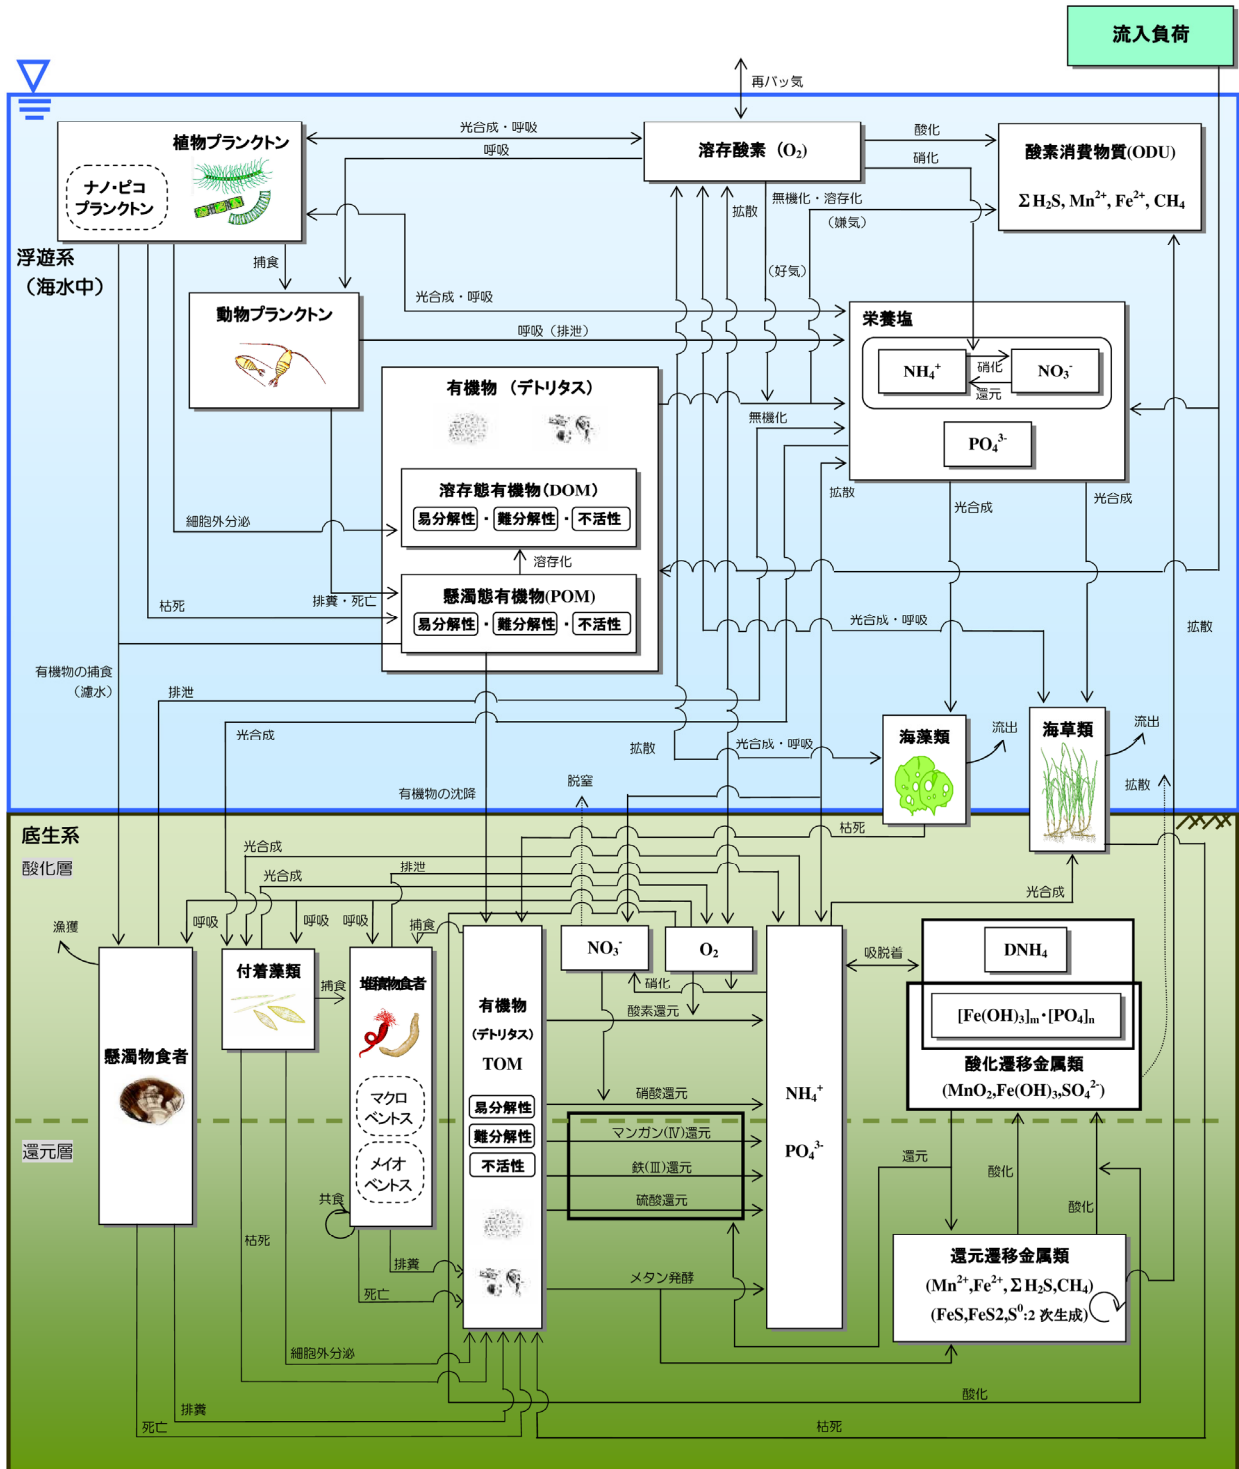 流入負荷
再バッ気
植物プランクトン
ナノ・ピコ
プランクトン
光合成・呼吸
呼吸
溶存酸素（O₂）
酸化
硝化
酸素消費物質(ODU)
ΣH₂S, Mn²⁺, Fe²⁺, CH₄
拡散
無機化・溶存化
（嫌気）
（好気）
浮遊系
（海水中）
捕食
動物プランクトン
光合成・呼吸
呼吸（排泄）
栄養塩
NH₄⁺
硝化
還元
NO₃⁻
PO₄³⁻
有機物 （デトリタス）
無機化
溶存態有機物(DOM)
易分解性・難分解性・不活性
溶存化
懸濁態有機物(POM)
易分解性・難分解性・不活性
細胞外分泌
排糞・死亡
枯死
拡散
光合成
光合成
光合成・呼吸
拡散
有機物の捕食
（濾水）
排泄
光合成
拡散
光合成・呼吸
海藻類
流出
海草類
流出
拡散
脱窒
有機物の沈降
底生系
酸化層
枯死
光合成
排泄
光合成
光合成
呼吸
呼吸
呼吸
捕食
漁獲
懸濁物食者
付着藻類
捕食
堆積物食者
マクロ
ベントス
メイオ
ベントス
共食
有機物
（デトリタス）
TOM
易分解性
難分解性
不活性
NO₃⁻
O₂
硝化
酸素還元
硝酸還元
マンガン(Ⅳ)還元
鉄(Ⅲ)還元
硫酸還元
メタン発酵
NH₄⁺
PO₄³⁻
吸脱着
DNH₄
[Fe(OH)₃]ₘ・[PO₄]ₙ
酸化遷移金属類
(MnO₂,Fe(OH)₃,SO₄²⁻)
還元層
還元
酸化
酸化
還元遷移金属類
(Mn²⁺,Fe²⁺,ΣH₂S,CH₄)
(FeS,FeS2,S⁰:2 次生成)
枯死
排糞
死亡
細胞外分泌
酸化
排糞
死亡
枯死